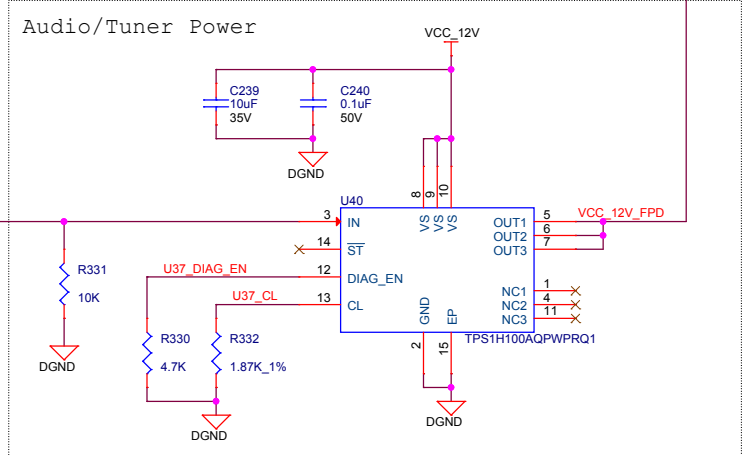 Audio/Tuner Power
VCC_12V
C239
10uF
35V
C240
0.1uF
50V
DGND
U40
8
9
10
VS
VS
VS
3
IN
14
ST
12
DIAG_EN
13
CL
U37_DIAG_EN
U37_CL
OUT1
5
OUT2
6
OUT3
7
VCC_12V_FPD
NC1
1
NC2
4
NC3
11
GND
EP
2
15
TPS1H100AQPWPRQ1
R331
10K
DGND
R330
4.7K
R332
1.87K_1%
DGND
DGND